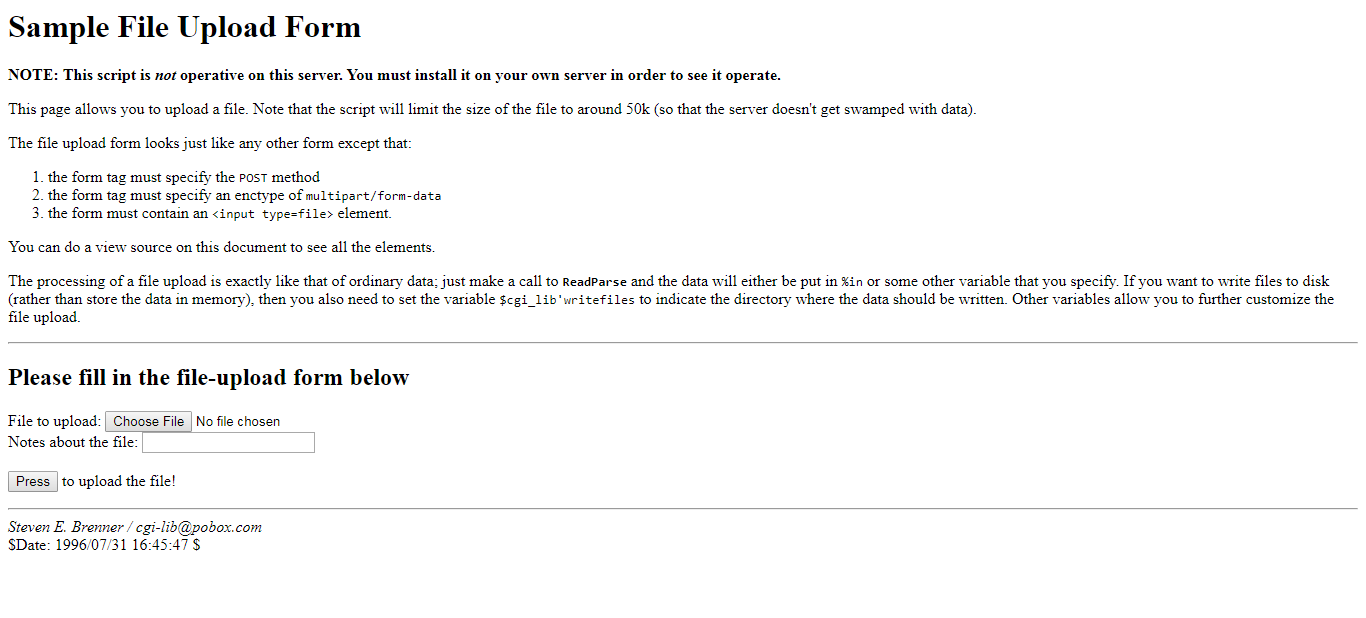 Sample File Upload Form
NOTE: This script is not operative on this server. You must install it on your own server in order to see it operate.
This page allows you to upload a file. Note that the script will limit the size of the file to around 50k (so that the server doesn't get swamped with data).
The file upload form looks just like any other form except that:
1. the form tag must specify the POST method
2. the form tag must specify an enctype of multipart/form-data
3. the form must contain an <input type=file> element.
You can do a view source on this document to see all the elements.
The processing of a file upload is exactly like that of ordinary data; just make a call to ReadParse and the data will either be put in %in or some other variable that you specify. If you want to write files to disk
(rather than store the data in memory), then you also need to set the variable $cgi_lib'writefiles to indicate the directory where the data should be written. Other variables allow you to further customize the
file upload.
Please fill in the file-upload form below
File to upload: Choose File No file chosen
Notes about the file:
Press to upload the file!
Steven E. Brenner / cgi-lib@pobox.com
$Date: 1996/07/31 16:45:47 $